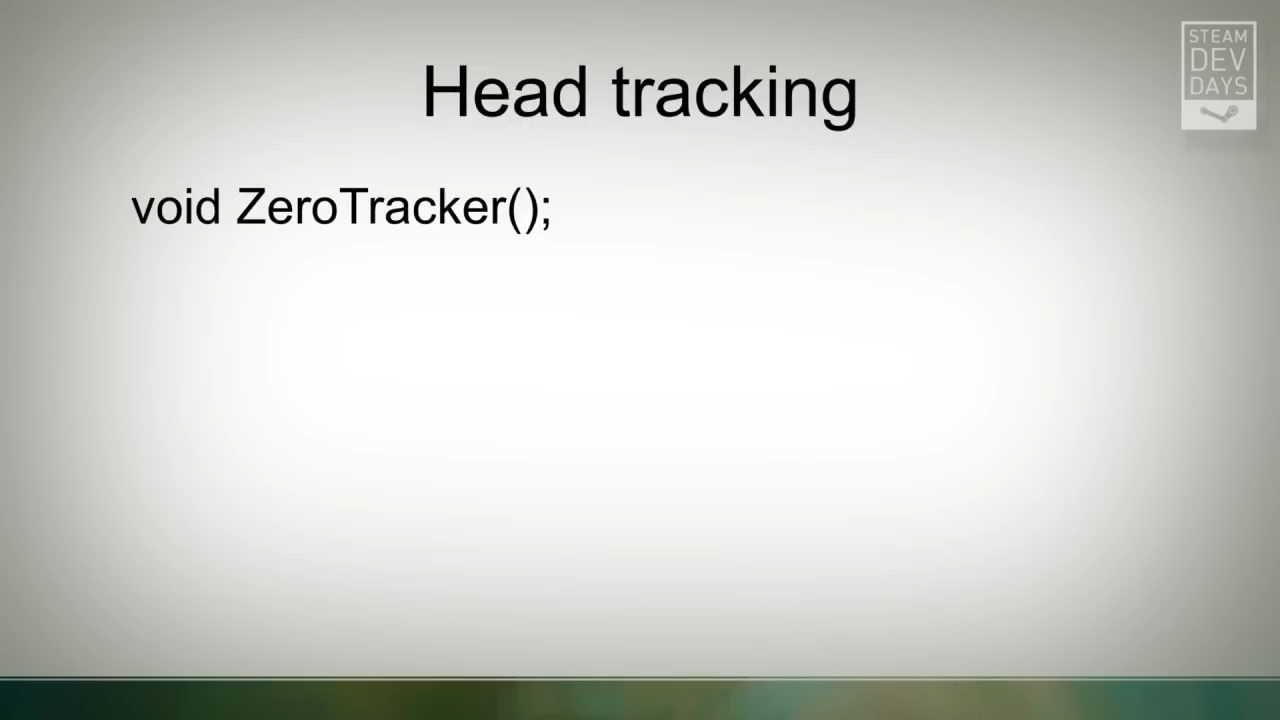 Head tracking
void ZeroTracker();
STEAM
DEV
DAYS